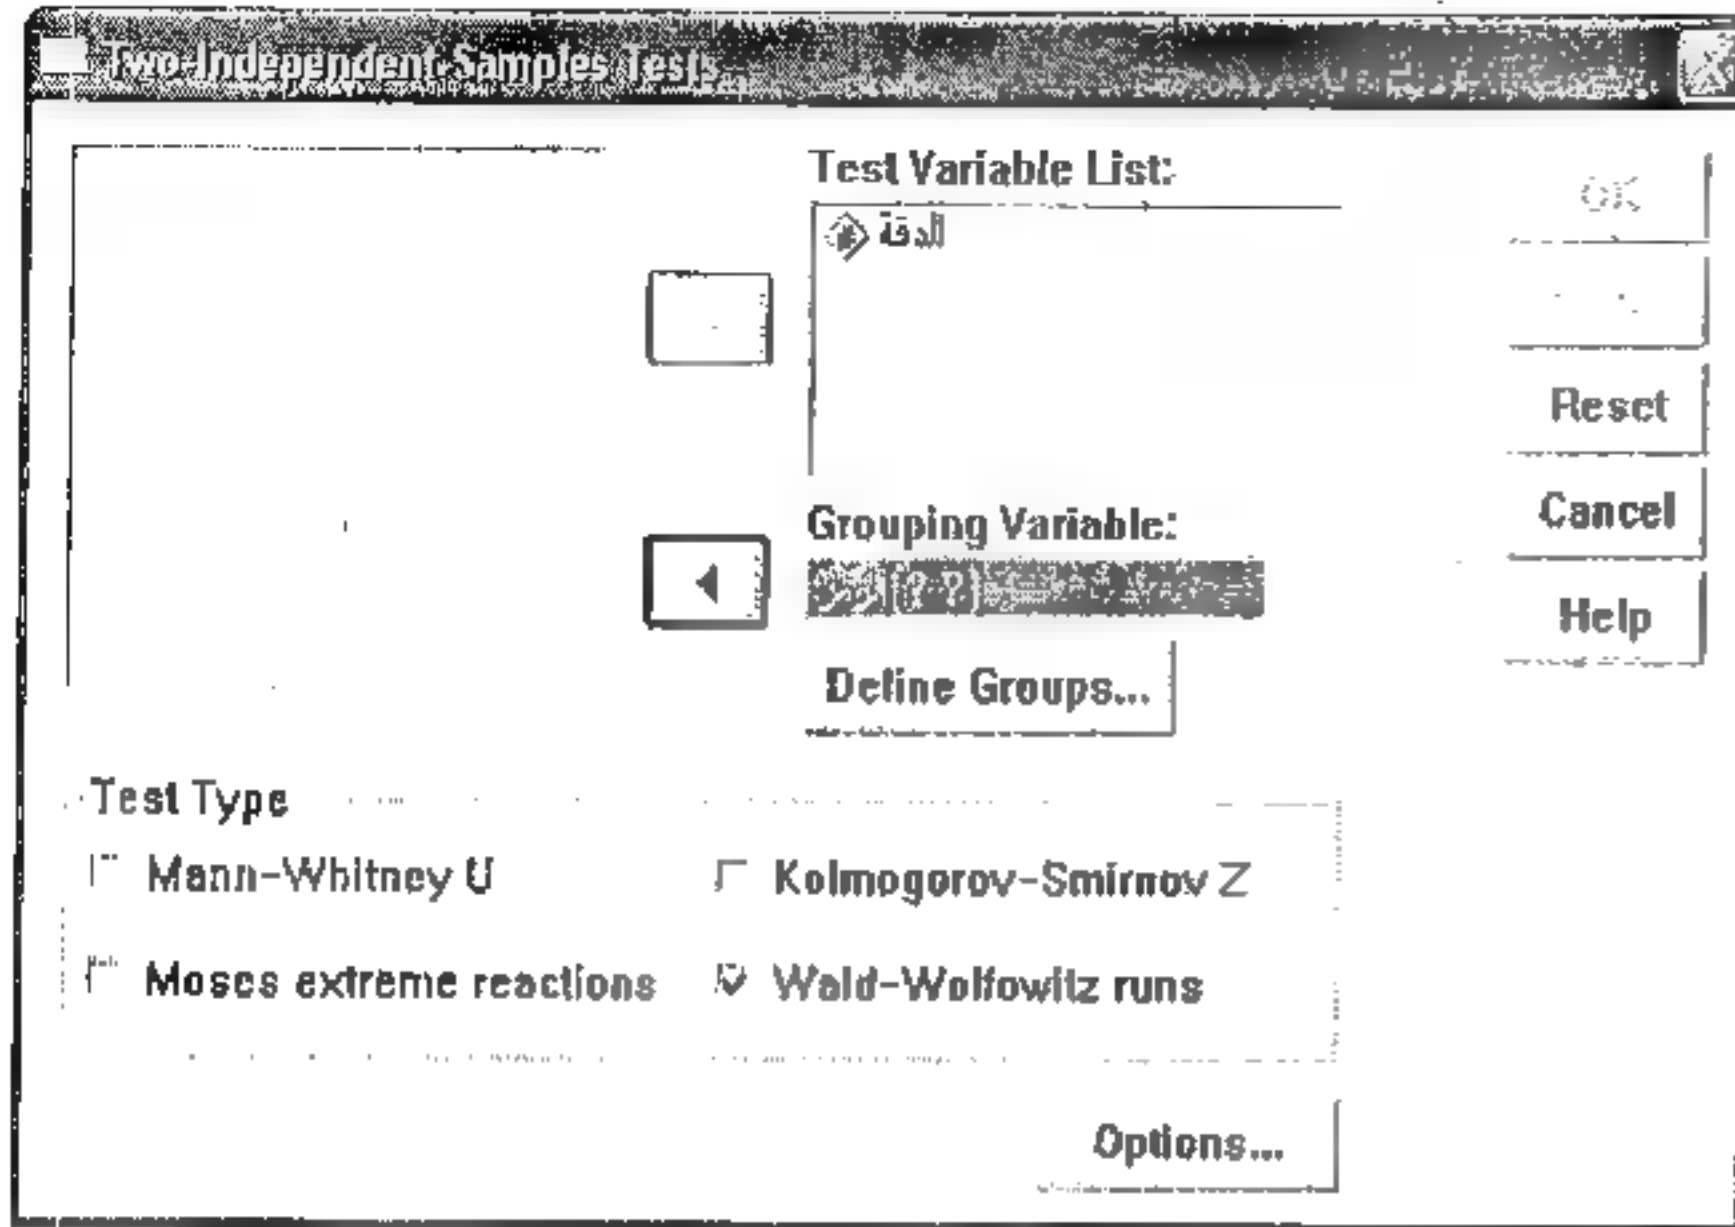 Two-Independent-Samples Tests
Test Variable List:
الدقة
OK
Reset
Cancel
Grouping Variable:
(? ?)
Help
Define Groups...
Test Type
Mann-Whitney U
Kolmogorov-Smirnov Z
Moses extreme reactions
Wald-Wolfowitz runs
Options...